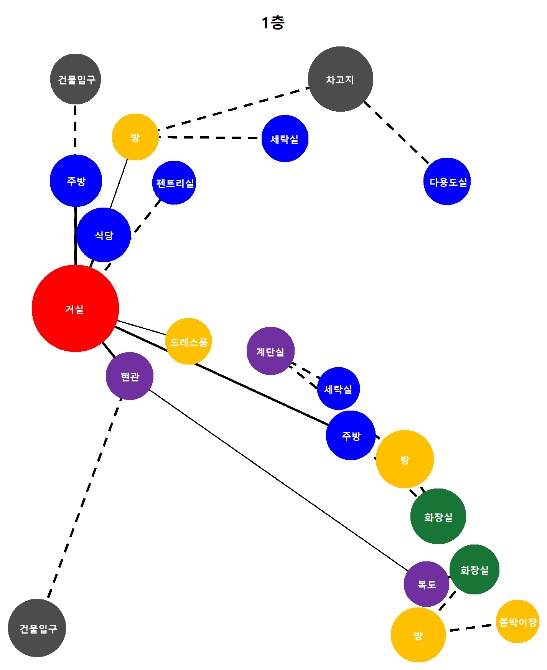 1층
건물입구
차고지
방
세탁실
주방
펜트리실
다용도실
식당
거실
드레스룸
계단실
현관
세탁실
주방
방
화장실
화장실
복도
건물입구
방
붙박이장